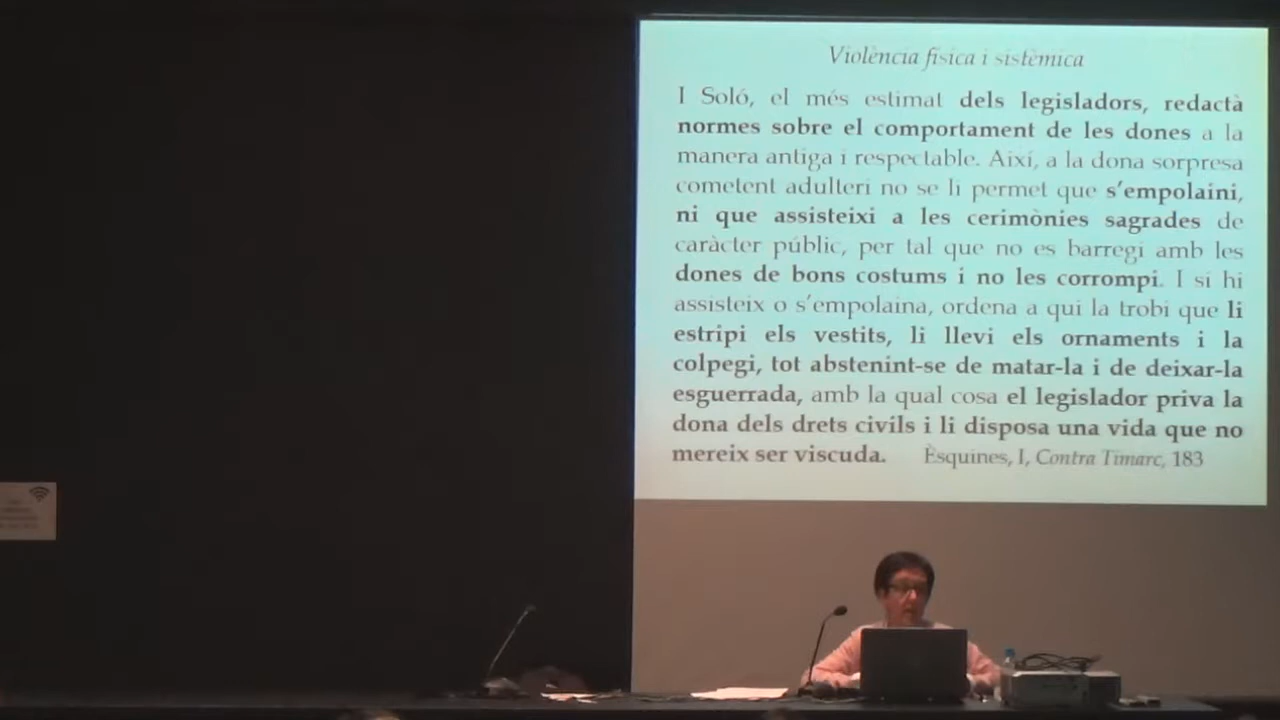 Violència física i sistèmica
I Soló, el més estimat dels legisladors, redactà
normes sobre el comportament de les dones a la
manera antiga i respectable. Així, a la dona sorpresa
cometent adulteri no se li permet que s'empolaini,
ni que assisteixi a les cerimònies sagrades de
caràcter públic, per tal que no es barregi amb les
dones de bons costums i no les corrompi. I si hi
assisteix o s'empolaina, ordena a qui la trobi que li
estripi els vestits, li llevi els ornaments i la
colpegi, tot abstenint-se de matar-la i de deixar-la
esguerrada, amb la qual cosa el legislador priva la
dona dels drets civils i li disposa una vida que no
mereix ser viscuda. Èsquines, I, Contra Timarc, 183